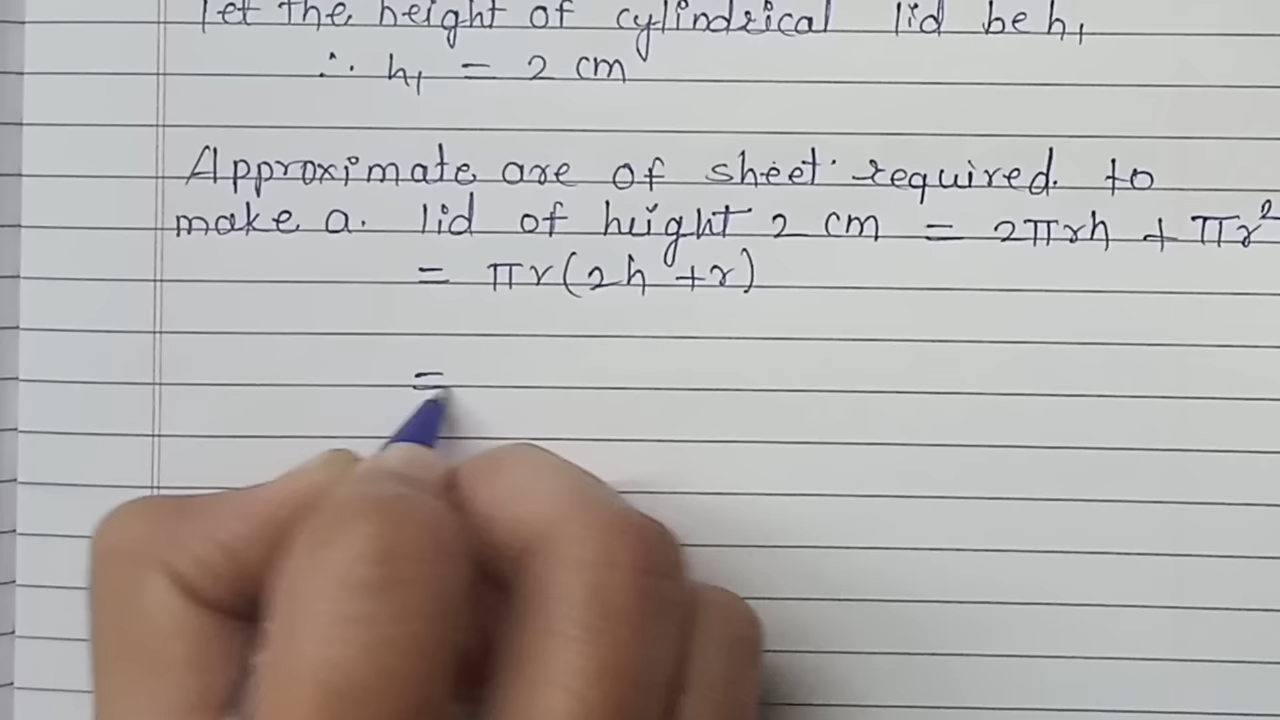 let the height of cylindrical lid be h₁
∴ h₁ = 2 cm
Approximate are of sheet required to
make a. lid of height 2 cm = 2πrh + πr²
= πr(2h + r)
=